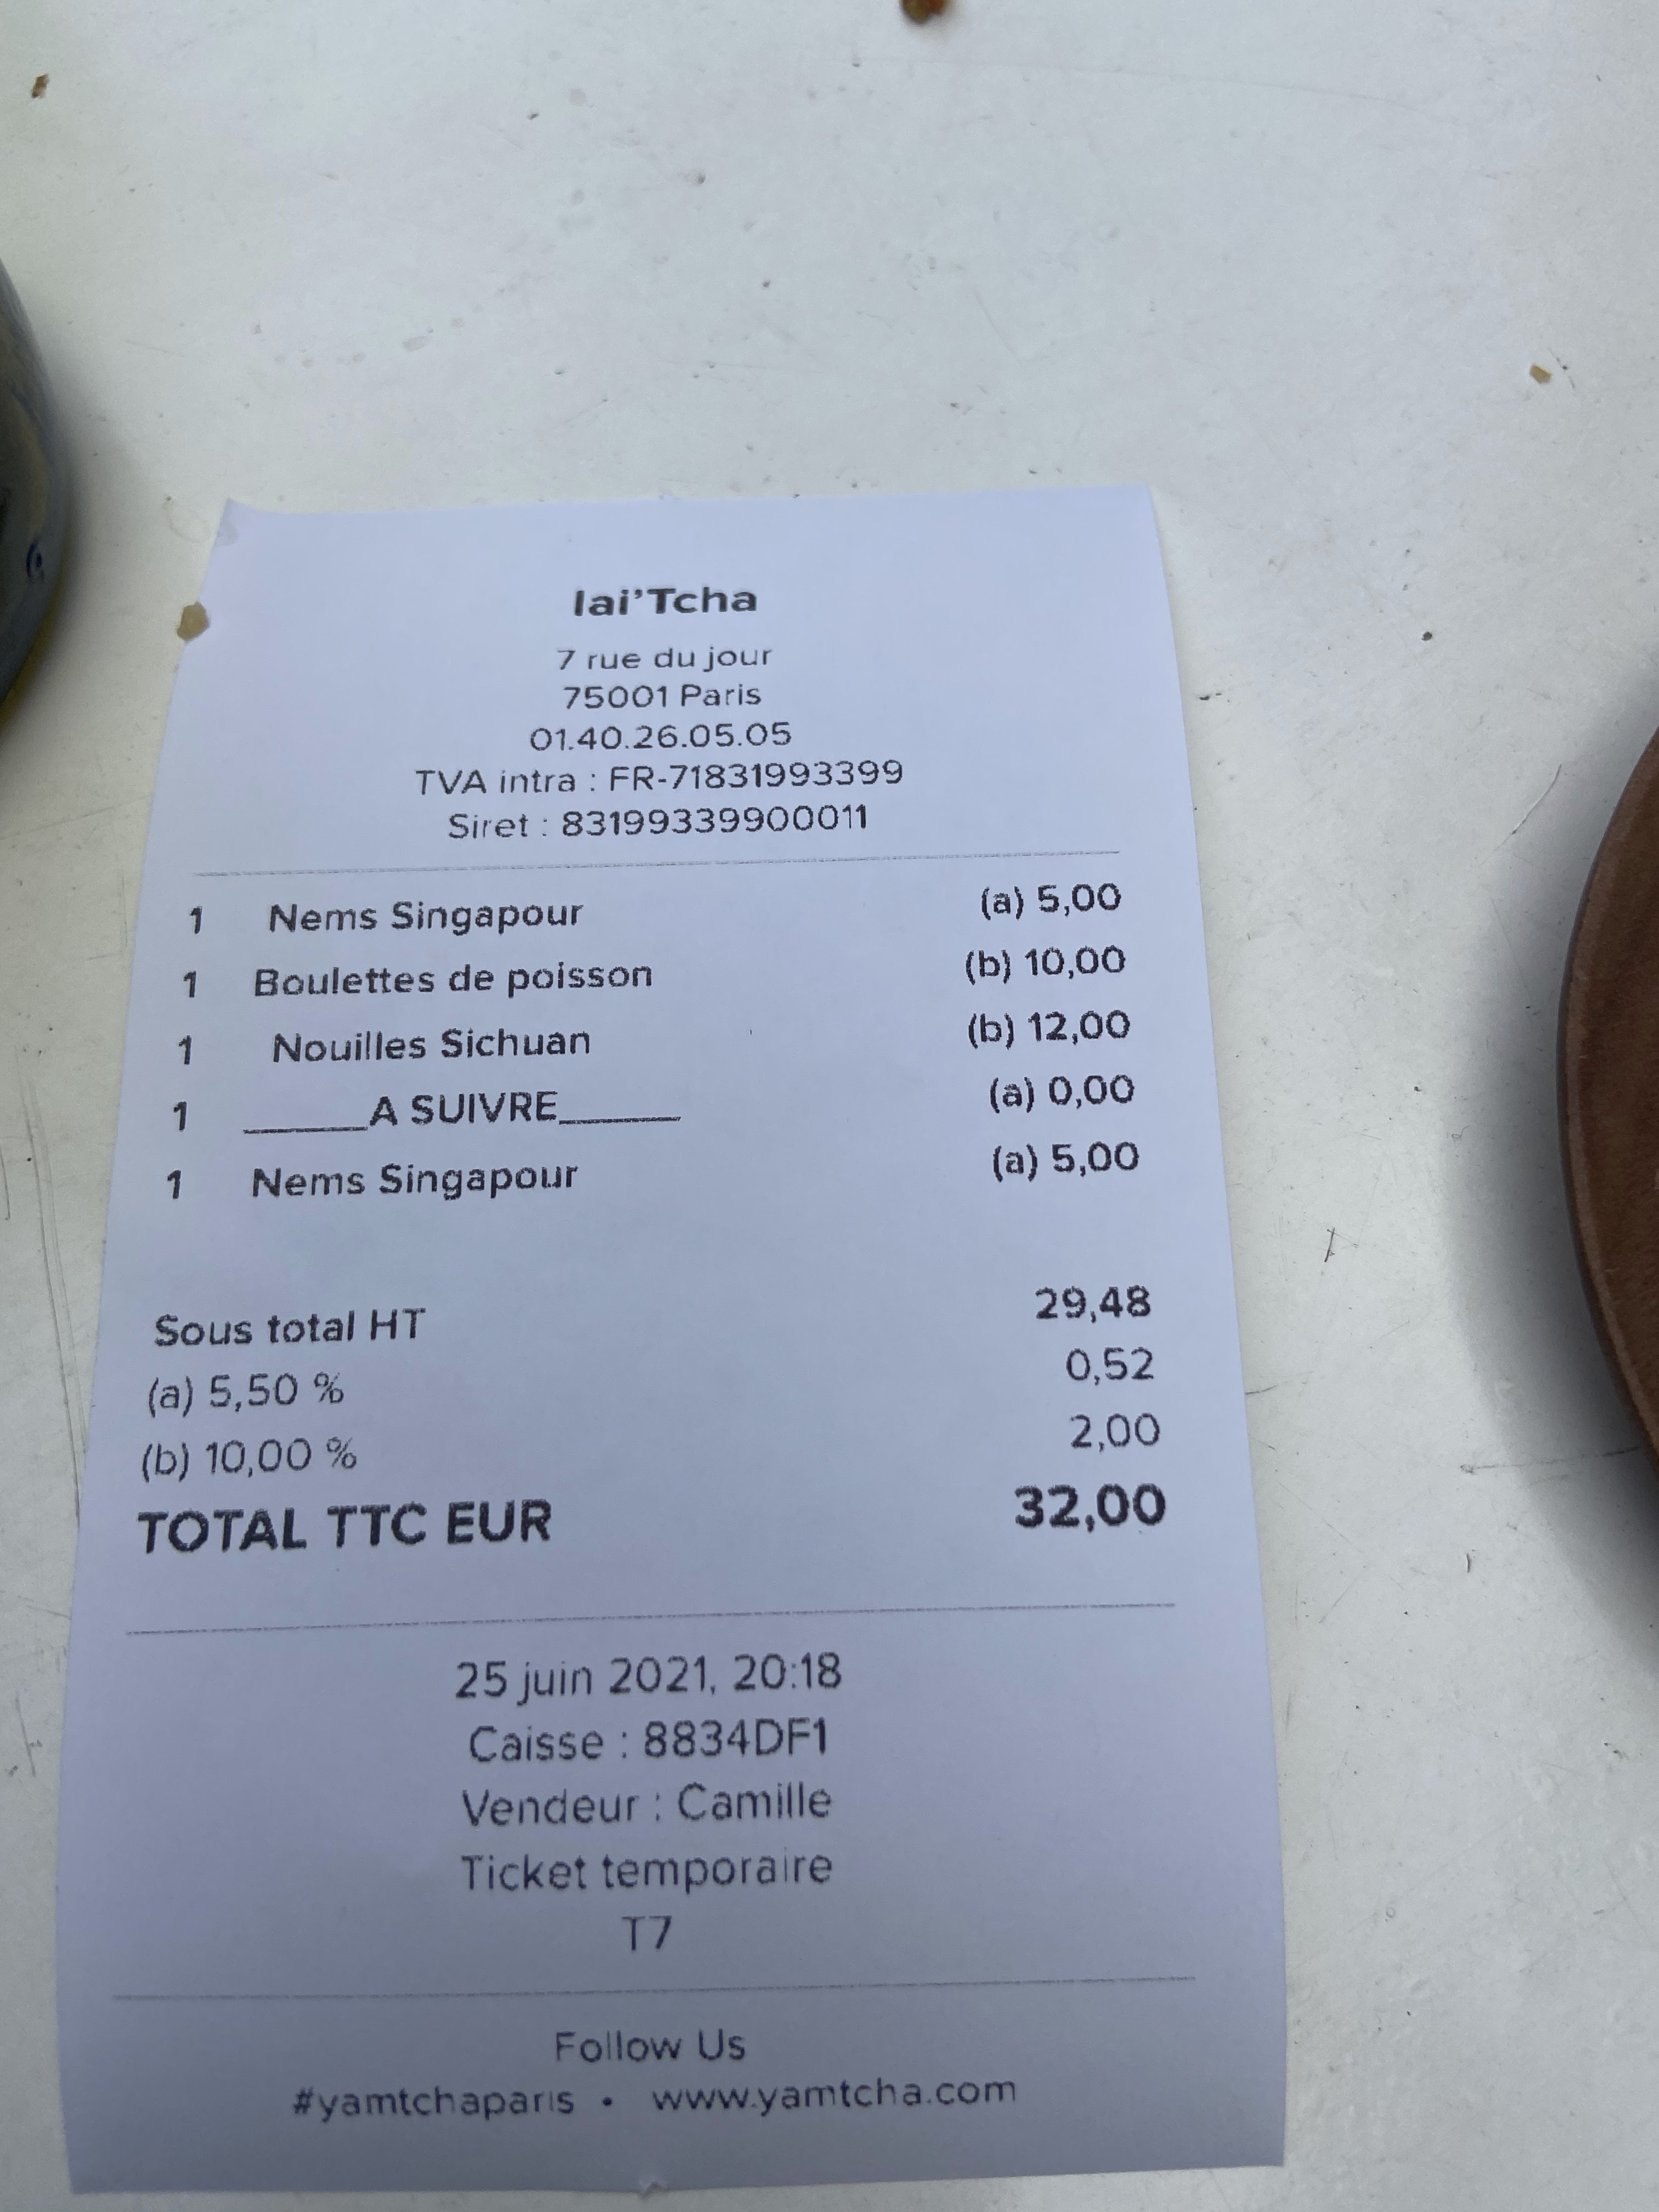 lai'Tcha
7 rue du jour
75001 Paris
01.40.26.05.05
TVA intra : FR-71831993399
Siret : 83199339900011
1 Nems Singapour (a) 5,00
1 Boulettes de poisson (b) 10,00
1 Nouilles Sichuan (b) 12,00
1 ______A SUIVRE______ (a) 0,00
1 Nems Singapour (a) 5,00
Sous total HT 29,48
(a) 5,50 % 0,52
(b) 10,00 % 2,00
TOTAL TTC EUR 32,00
25 juin 2021, 20:18
Caisse : 8834DF1
Vendeur : Camille
Ticket temporaire
T7
Follow Us
#yamtchaparis • www.yamtcha.com